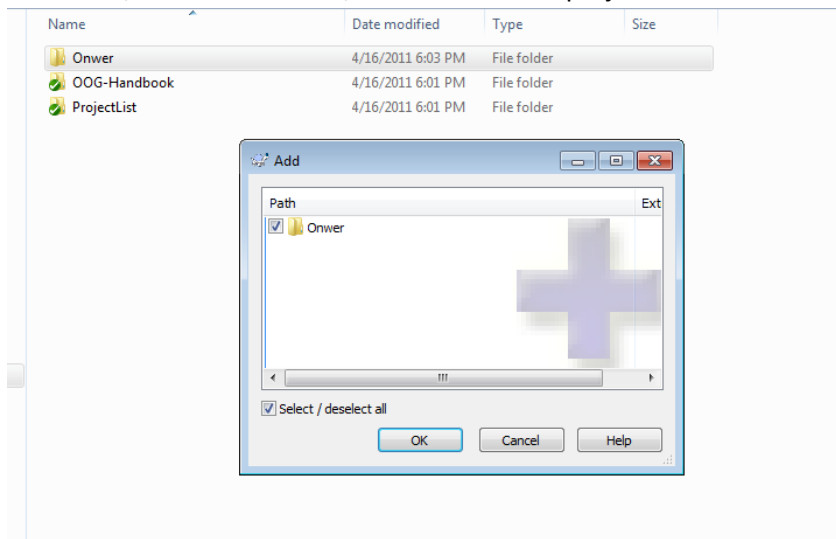 Name Date modified Type Size
Onwer 4/16/2011 6:03 PM File folder
OOG-Handbook 4/16/2011 6:01 PM File folder
ProjectList 4/16/2011 6:01 PM File folder
Add
Path Ext
Onwer
Select / deselect all
OK Cancel Help